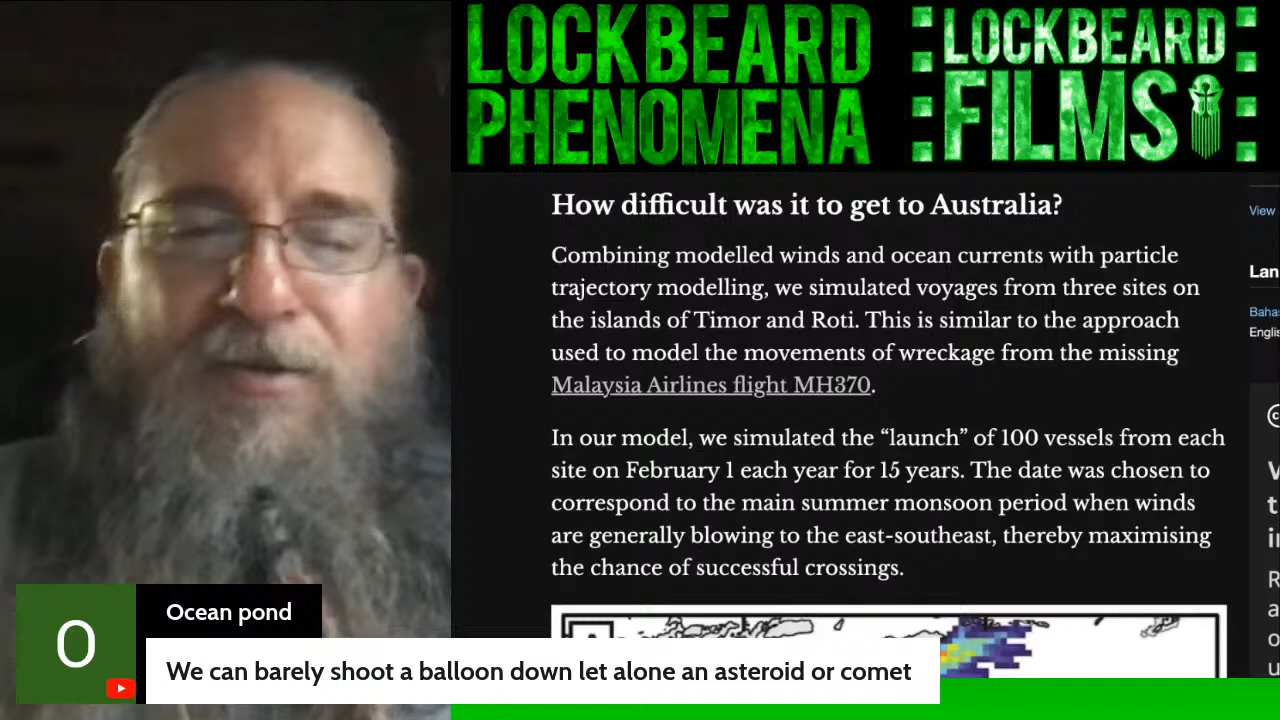 LOCKBEARD
PHENOMENA
LOCKBEARD
FILMS
How difficult was it to get to Australia?
Combining modelled winds and ocean currents with particle
trajectory modelling, we simulated voyages from three sites on
the islands of Timor and Roti. This is similar to the approach
used to model the movements of wreckage from the missing
Malaysia Airlines flight MH370.
In our model, we simulated the “launch” of 100 vessels from each
site on February 1 each year for 15 years. The date was chosen to
correspond to the main summer monsoon period when winds
are generally blowing to the east-southeast, thereby maximising
the chance of successful crossings.
View
Lan
Baha
Englis
O
Ocean pond
We can barely shoot a balloon down let alone an asteroid or comet